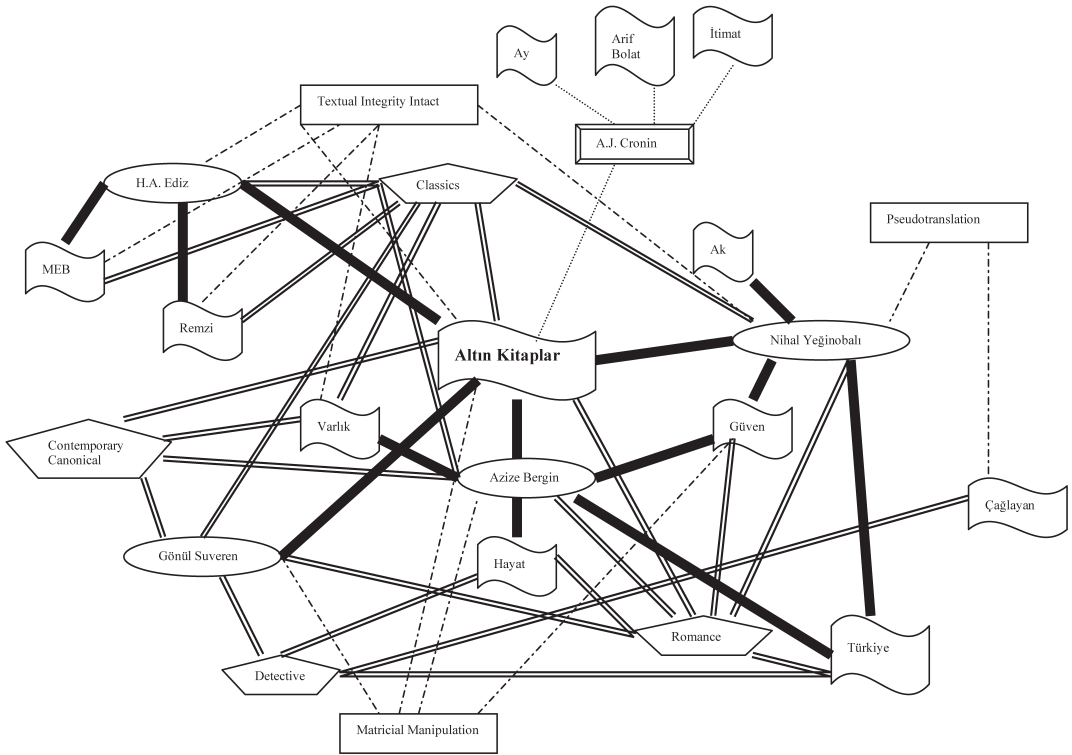 Ay
Arif
Bolat
İtimat
Textual Integrity Intact
A.J. Cronin
H.A. Ediz
Classics
Pseudotranslation
MEB
Ak
Remzi
Altın Kitaplar
Nihal Yeğinobalı
Contemporary
Canonical
Varlık
Güven
Azize Bergin
Çağlayan
Gönül Suveren
Hayat
Romance
Türkiye
Detective
Matricial Manipulation